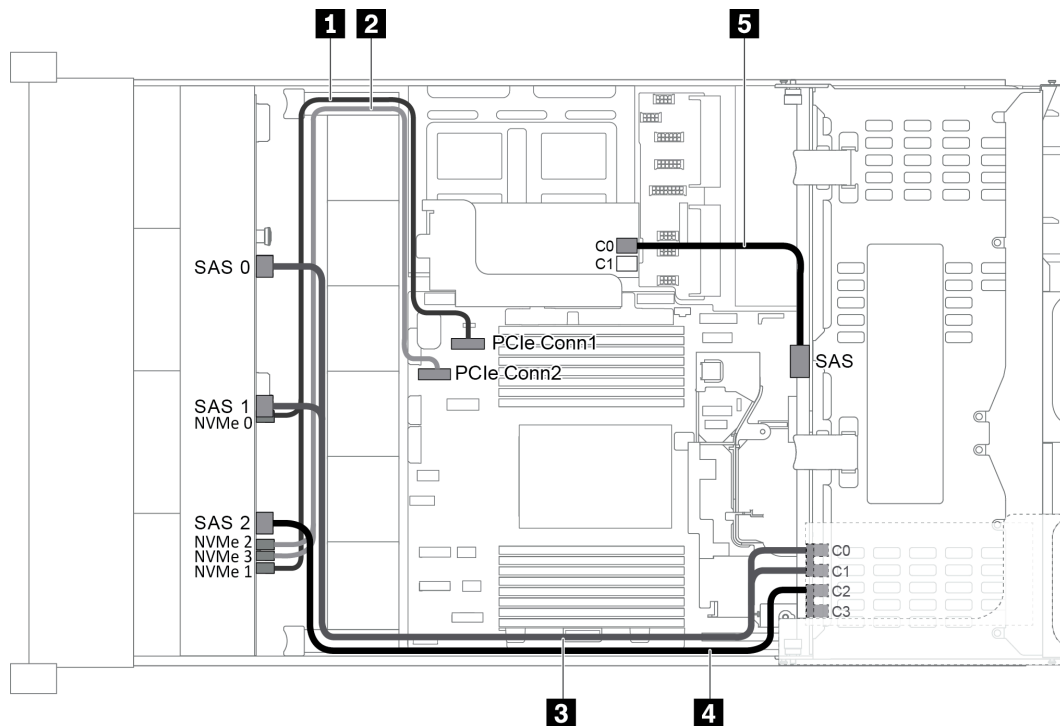 1 2 5
C0
C1
SAS 0
PCIe Conn1
SAS
PCIe Conn2
SAS 1
NVMe 0
SAS 2
NVMe 2
NVMe 3
NVMe 1
C0
C1
C2
C3
3 4